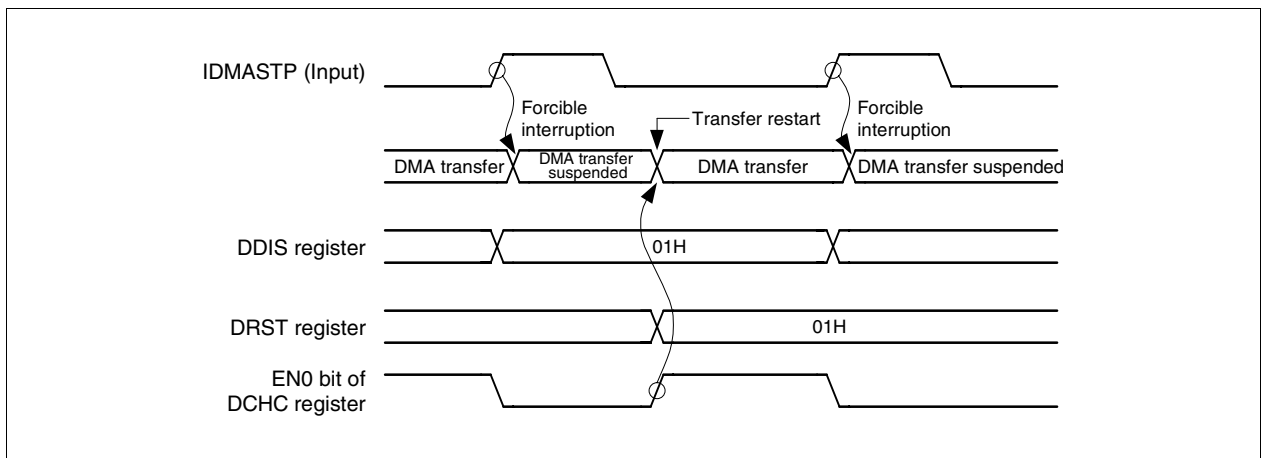 IDMASTP (Input)
Forcible
interruption
Transfer restart
Forcible
interruption
DMA transfer
DMA transfer
suspended
DMA transfer
DMA transfer suspended
DDIS register
01H
DRST register
01H
EN0 bit of
DCHC register